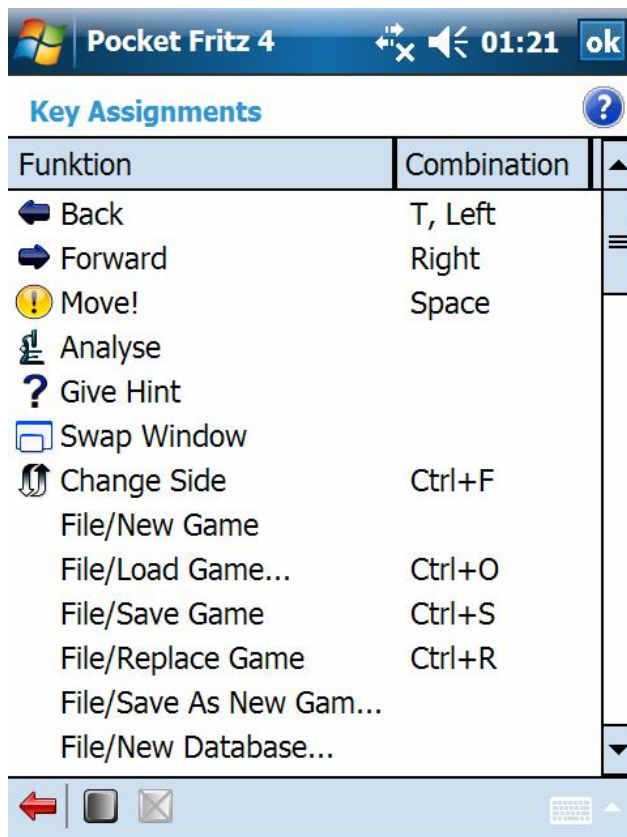 Pocket Fritz 4 01:21 ok
Key Assignments ?
Funktion Combination
Back T, Left
Forward Right
Move! Space
Analyse
? Give Hint
Swap Window
Change Side Ctrl+F
File/New Game
File/Load Game... Ctrl+O
File/Save Game Ctrl+S
File/Replace Game Ctrl+R
File/Save As New Gam...
File/New Database...